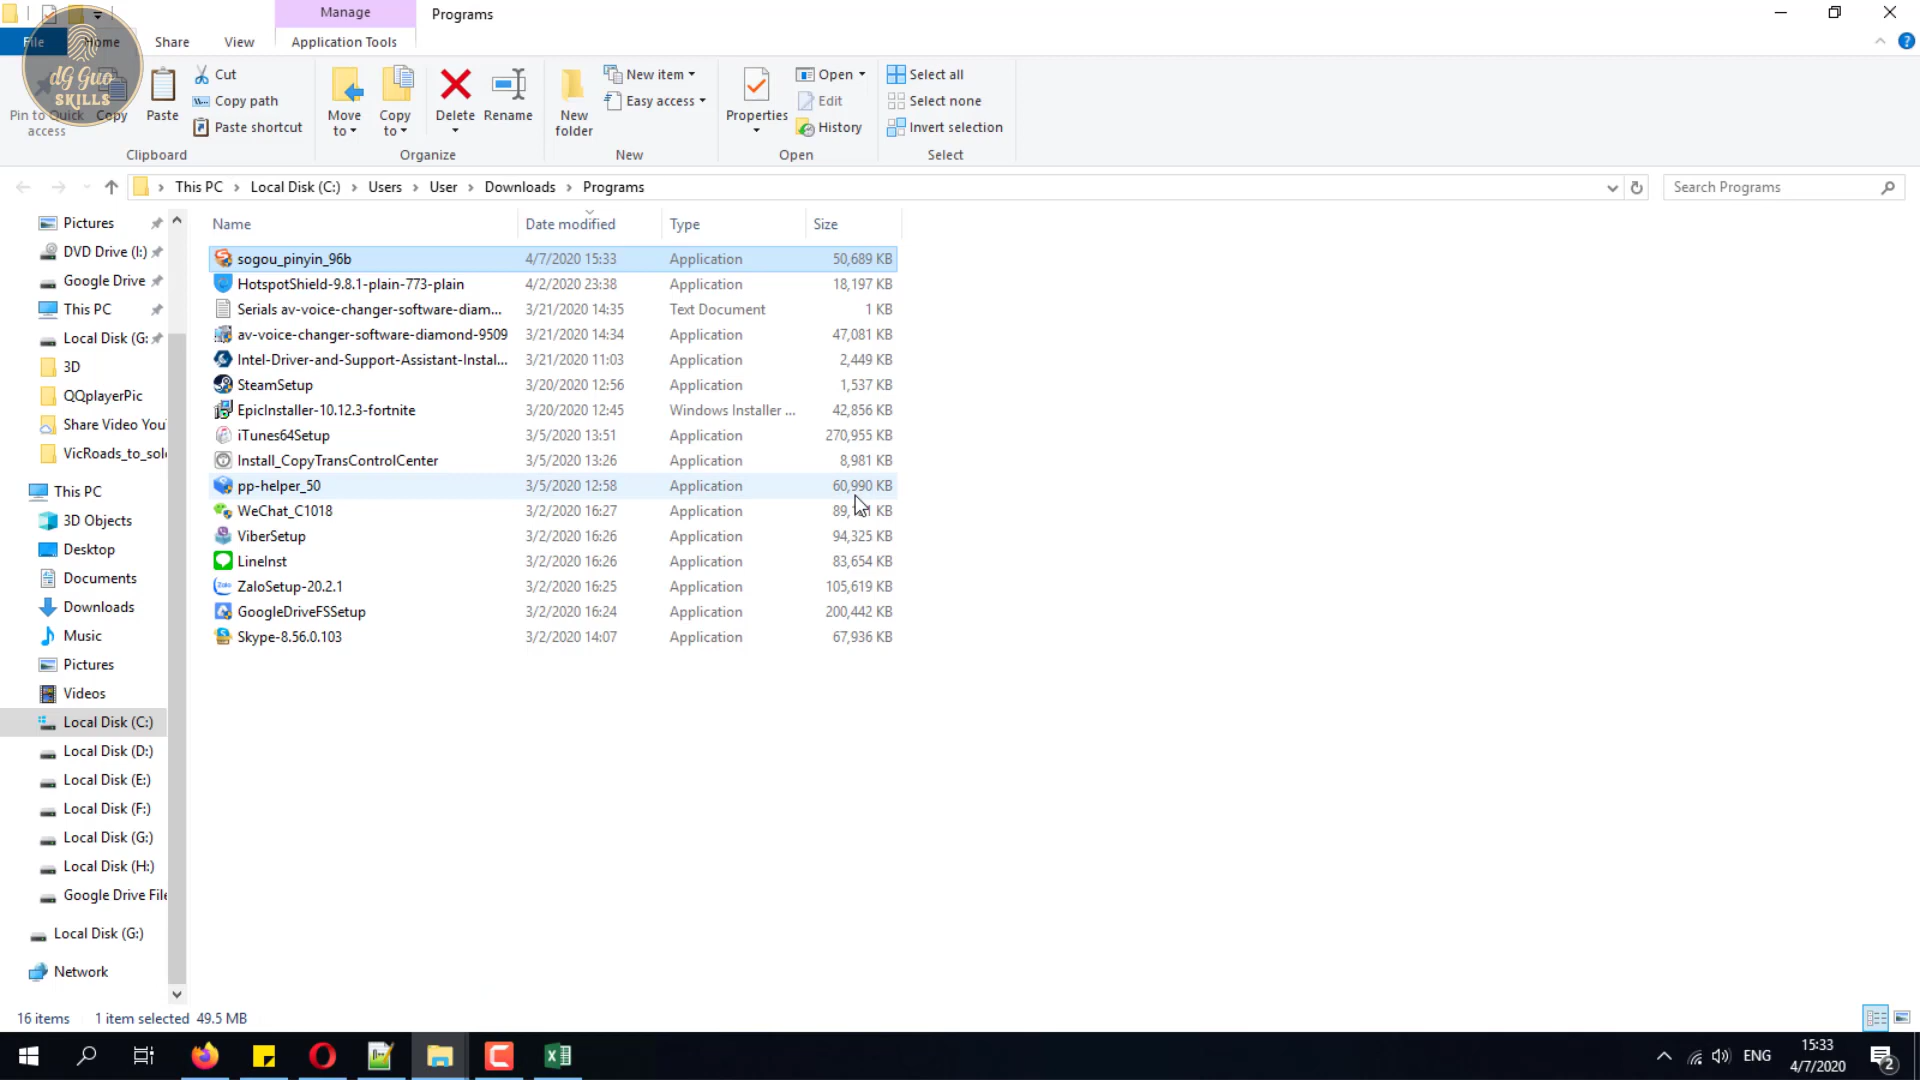 Manage
Programs
File
Home
Share
View
Application Tools
dG Guo
SKILLS
Pin to Quick
access
Copy
Paste
Cut
Copy path
Paste shortcut
Move
to
Copy
to
Delete
Rename
New
folder
New item
Easy access
Properties
Open
Edit
History
Select all
Select none
Invert selection
Clipboard
Organize
New
Open
Select
This PC
Local Disk (C:)
Users
User
Downloads
Programs
Search Programs
Name
Date modified
Type
Size
sogou_pinyin_96b 4/7/2020 15:33 Application 50,689 KB
HotspotShield-9.8.1-plain-773-plain 4/2/2020 23:38 Application 18,197 KB
Serials av-voice-changer-software-diam... 3/21/2020 14:35 Text Document 1 KB
av-voice-changer-software-diamond-9509 3/21/2020 14:34 Application 47,081 KB
Intel-Driver-and-Support-Assistant-Instal... 3/21/2020 11:03 Application 2,449 KB
SteamSetup 3/20/2020 12:56 Application 1,537 KB
EpicInstaller-10.12.3-fortnite 3/20/2020 12:45 Windows Installer ... 42,856 KB
iTunes64Setup 3/5/2020 13:51 Application 270,955 KB
Install_CopyTransControlCenter 3/5/2020 13:26 Application 8,981 KB
pp-helper_50 3/5/2020 12:58 Application 60,990 KB
WeChat_C1018 3/2/2020 16:27 Application KB
ViberSetup 3/2/2020 16:26 Application 94,325 KB
LineInst 3/2/2020 16:26 Application 83,654 KB
ZaloSetup-20.2.1 3/2/2020 16:25 Application 105,619 KB
GoogleDriveFSSetup 3/2/2020 16:24 Application 200,442 KB
Skype-8.56.0.103 3/2/2020 14:07 Application 67,936 KB
Pictures
DVD Drive (I:)
Google Drive
This PC
Local Disk (G:
3D
QQplayerPic
Share Video You
VicRoads_to_sol
This PC
3D Objects
Desktop
Documents
Downloads
Music
Pictures
Videos
Local Disk (C:)
Local Disk (D:)
Local Disk (E:)
Local Disk (F:)
Local Disk (G:)
Local Disk (H:)
Google Drive File
Local Disk (G:)
Network
16 items
1 item selected 49.5 MB
ENG
15:33
4/7/2020
2